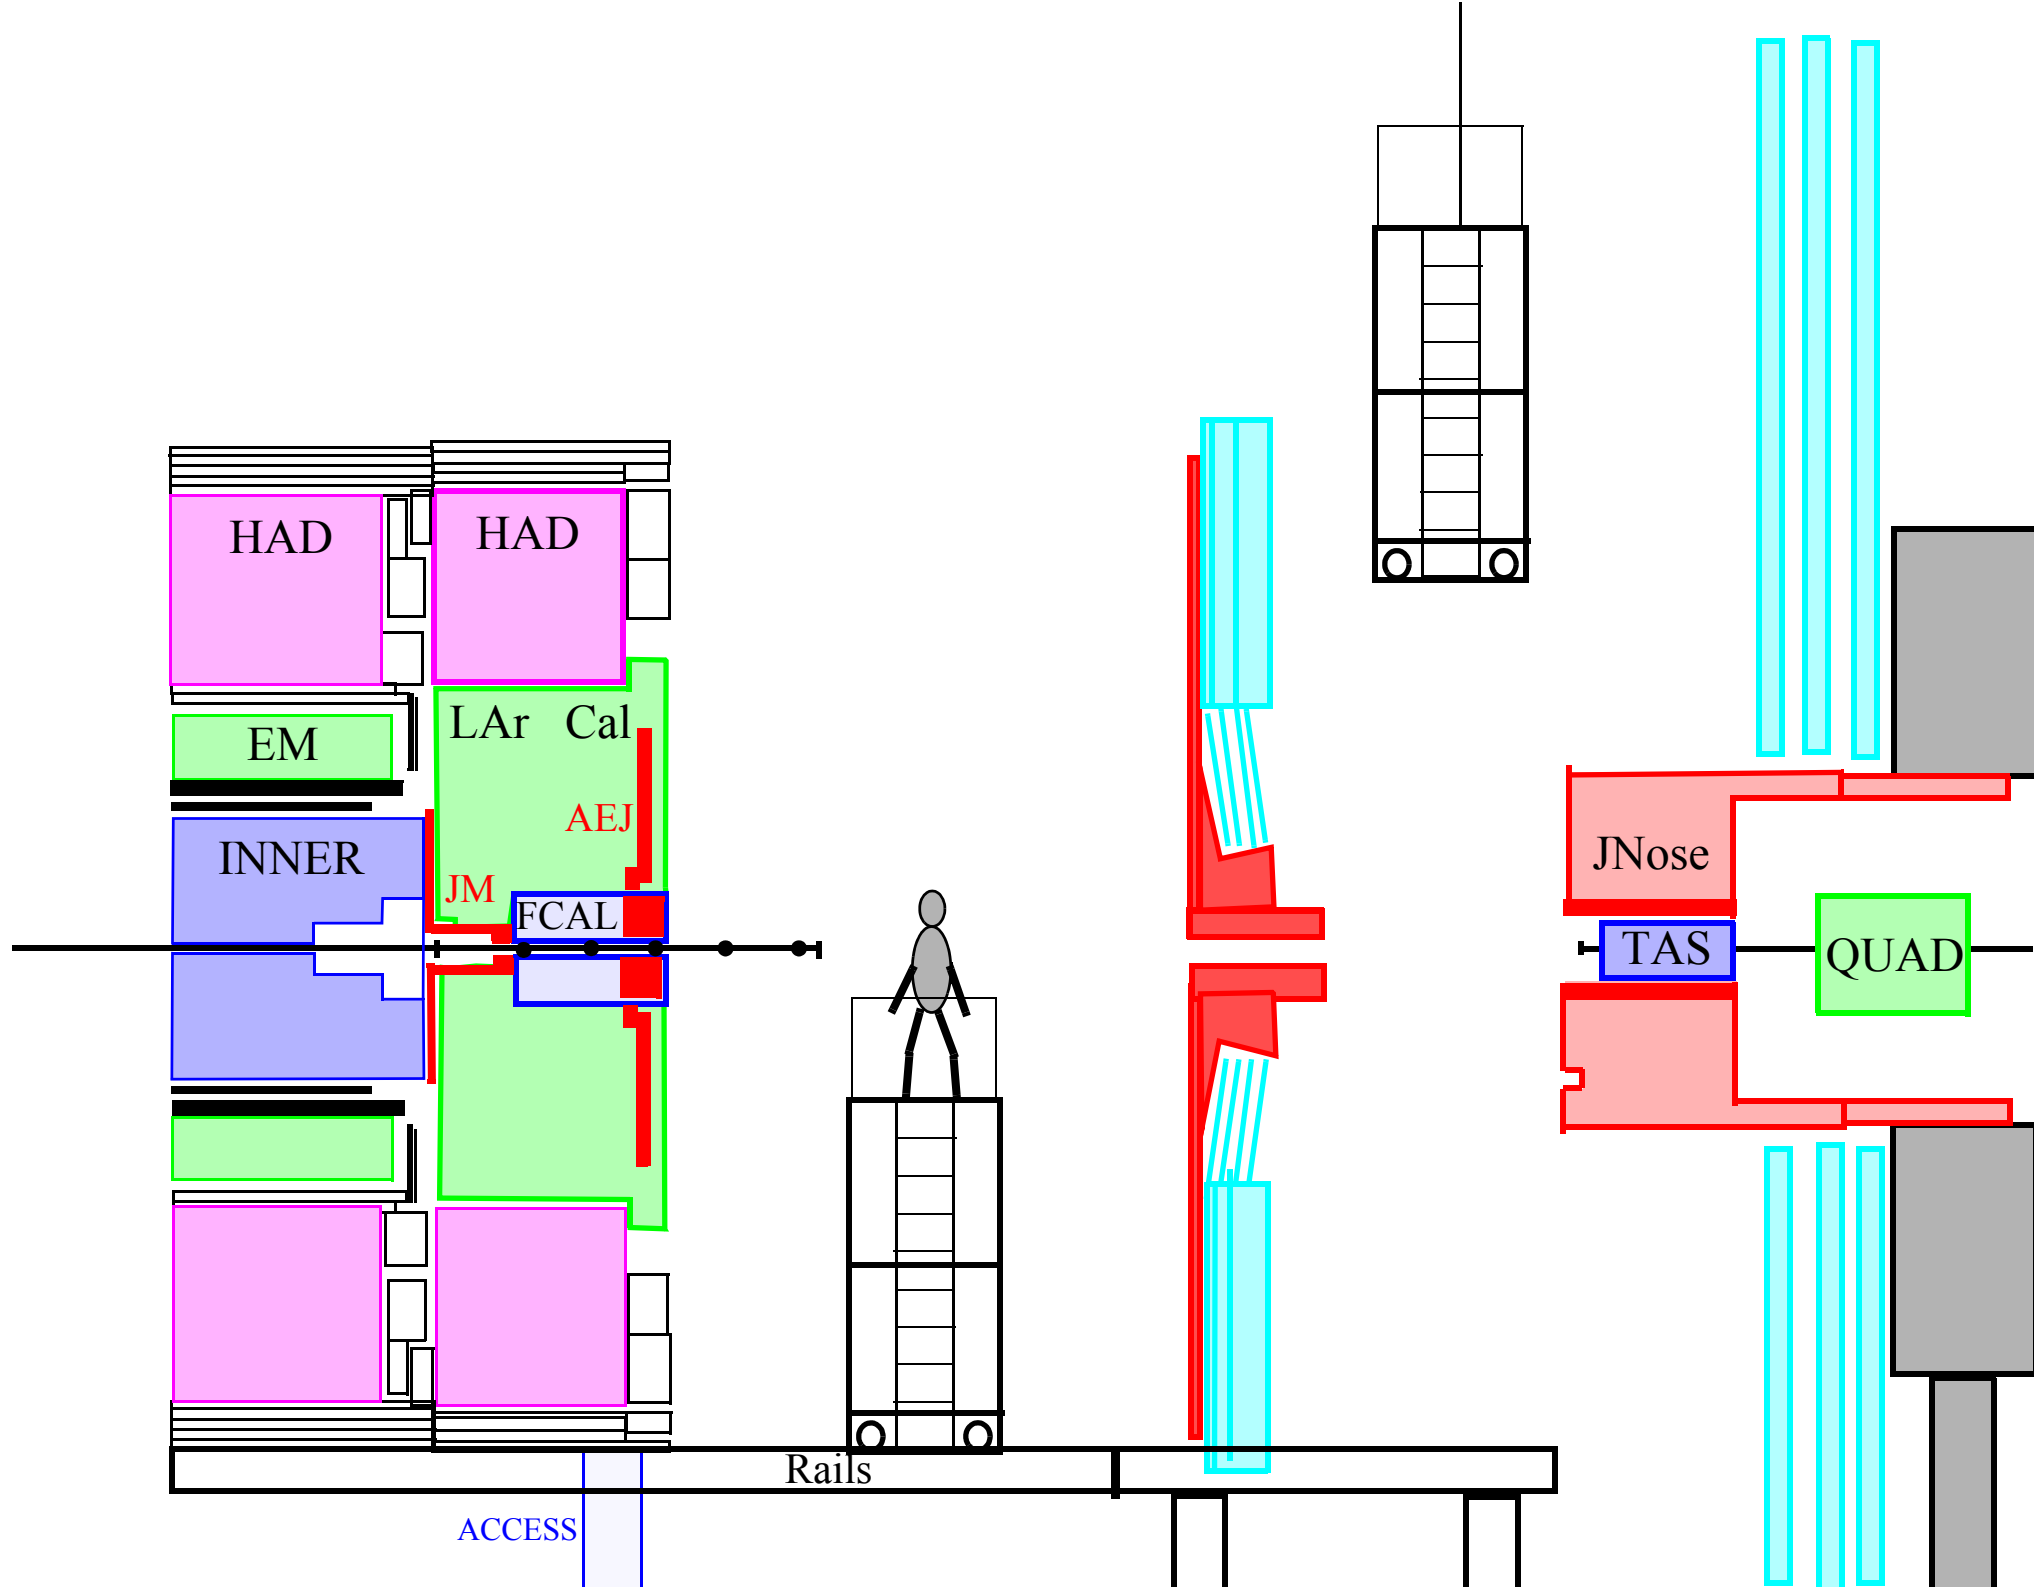 HAD HAD
EM
LAr Cal
AEJ
INNER
JM
FCAL
JNose
TAS
QUAD
Rails
ACCESS